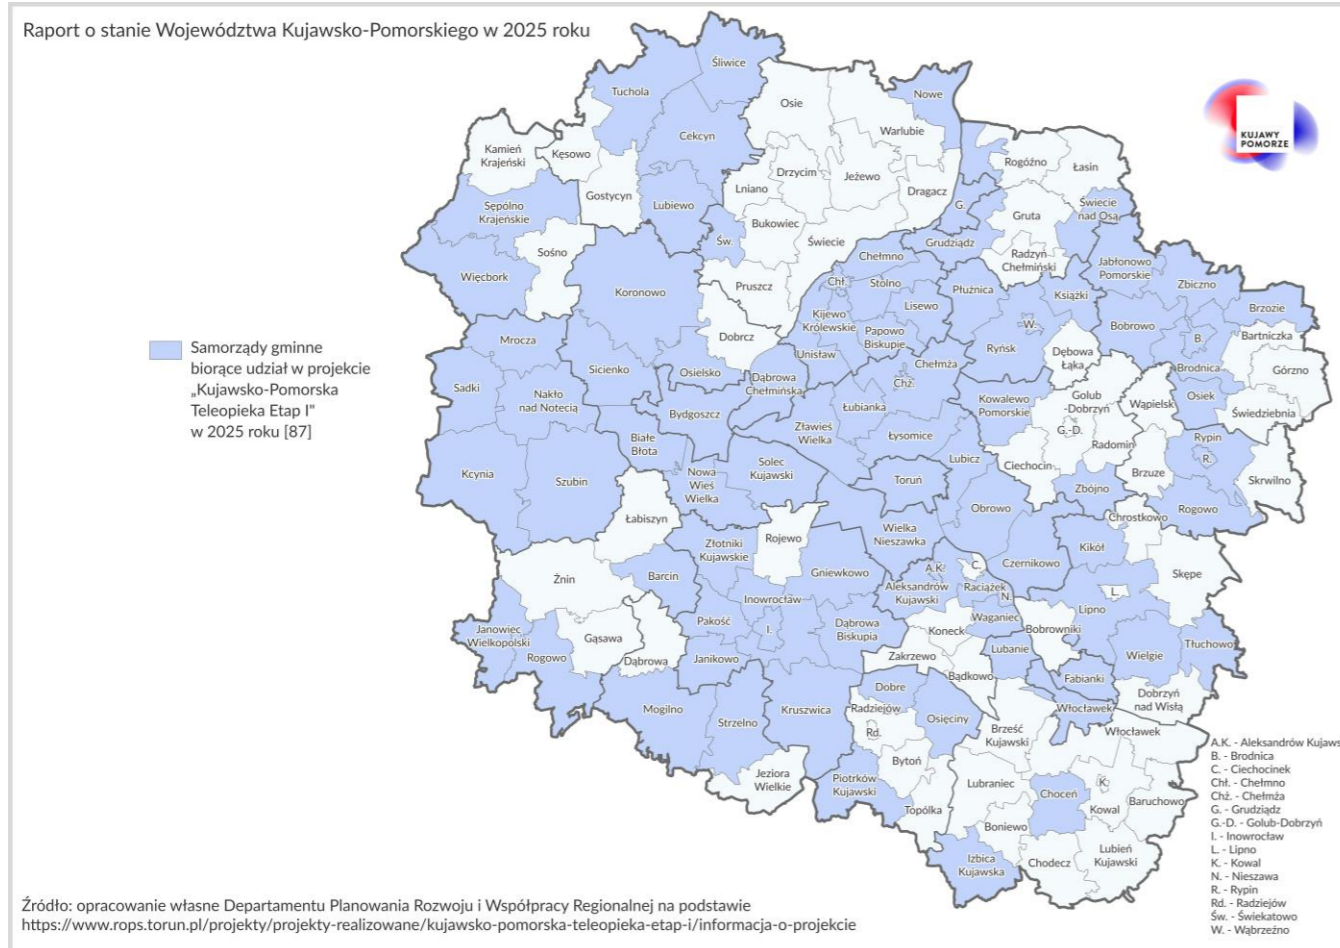 Raport o stanie Województwa Kujawsko-Pomorskiego w 2025 roku
KUJAWY
POMORZE
Śliwice
Tuchola
Osie
Nowe
Cekcyn
Warlubie
Kamień
Krajeński
Kęsowo
Rogóźno
Łasin
Drzycim
Jeżewo
Lniano
Dragacz
Gostycyn
Lubiewo
Sępólno
Krajeńskie
G.
Świecie
nad Osą
Gruta
Bukowiec
Św.
Świecie
Grudziądz
Sośno
Radzyń
Chełmiński
Chełmno
Więcbork
Jabłonowo
Pomorskie
Zbiczno
Koronowo
Pruszcz
Chł.
Stolno
Płużnica
Książki
Lisewo
Brzozie
Kijewo
Królewskie
Papowo
Biskupie
W.
Bobrowo
B.
Bartniczka
Dobrcz
Mrocza
Unisław
Ryńsk
Dębowa
Łąka
Brodnica
Górzno
Sicienko
Osielsko
Dąbrowa
Chełmińska
Chełmża
Chż.
Sadki
Nakło
nad Notecią
Kowalewo
Pomorskie
Golub
-Dobrzyń
Wąpielsk
Osiek
Świedziebnia
Bydgoszcz
Łubianka
Zławieś
Wielka
G.-D.
Białe
Błota
Łysomice
Radomin
Rypin
R.
Kcynia
Szubin
Nowa
Wieś
Wielka
Solec
Kujawski
Lubicz
Ciechocin
Brzuze
Skrwilno
Toruń
Zbójno
Rogowo
Łabiszyn
Obrowo
Chrostkowo
Rojewo
Wielka
Nieszawka
Złotniki
Kujawskie
Kikół
Gniewkowo
Czernikowo
A.K.
C.
Skępe
Żnin
Barcin
Aleksandrów
Kujawski
Raciążek
N.
L.
Inowrocław
Lipno
Pakość
I.
Dąbrowa
Biskupia
Waganiec
Koneck
Bobrowniki
Janowiec
Wielkopolski
Gąsawa
Rogowo
Dąbrowa
Janikowo
Zakrzewo
Lubanie
Wielgie
Tłuchowo
Bądkowo
Fabianki
Dobre
Dobrzyń
nad Wisłą
Mogilno
Strzelno
Kruszwica
Radziejów
Rd.
Osięciny
Włocławek
Brześć
Kujawski
Włocławek
Bytoń
Jeziora
Wielkie
Piotrków
Kujawski
Lubraniec
Choceń
K.
Kowal
Baruchowo
Topólka
Boniewo
Izbica
Kujawska
Chodecz
Lubień
Kujawski
Samorządy gminne
biorące udział w projekcie
„Kujawsko-Pomorska
Teleopieka Etap I"
w 2025 roku [87]
A.K. - Aleksandrów Kujaws
B. - Brodnica
C. - Ciechocinek
Chł. - Chełmno
Chż. - Chełmża
G. - Grudziądz
G.-D. - Golub-Dobrzyń
I. - Inowrocław
L. - Lipno
K. - Kowal
N. - Nieszawa
R. - Rypin
Rd. - Radziejów
Św. - Świekatowo
W. - Wąbrzeźno
Źródło: opracowanie własne Departamentu Planowania Rozwoju i Współpracy Regionalnej na podstawie
https://www.rops.torun.pl/projekty/projekty-realizowane/kujawsko-pomorska-teleopieka-etap-i/informacja-o-projekcie